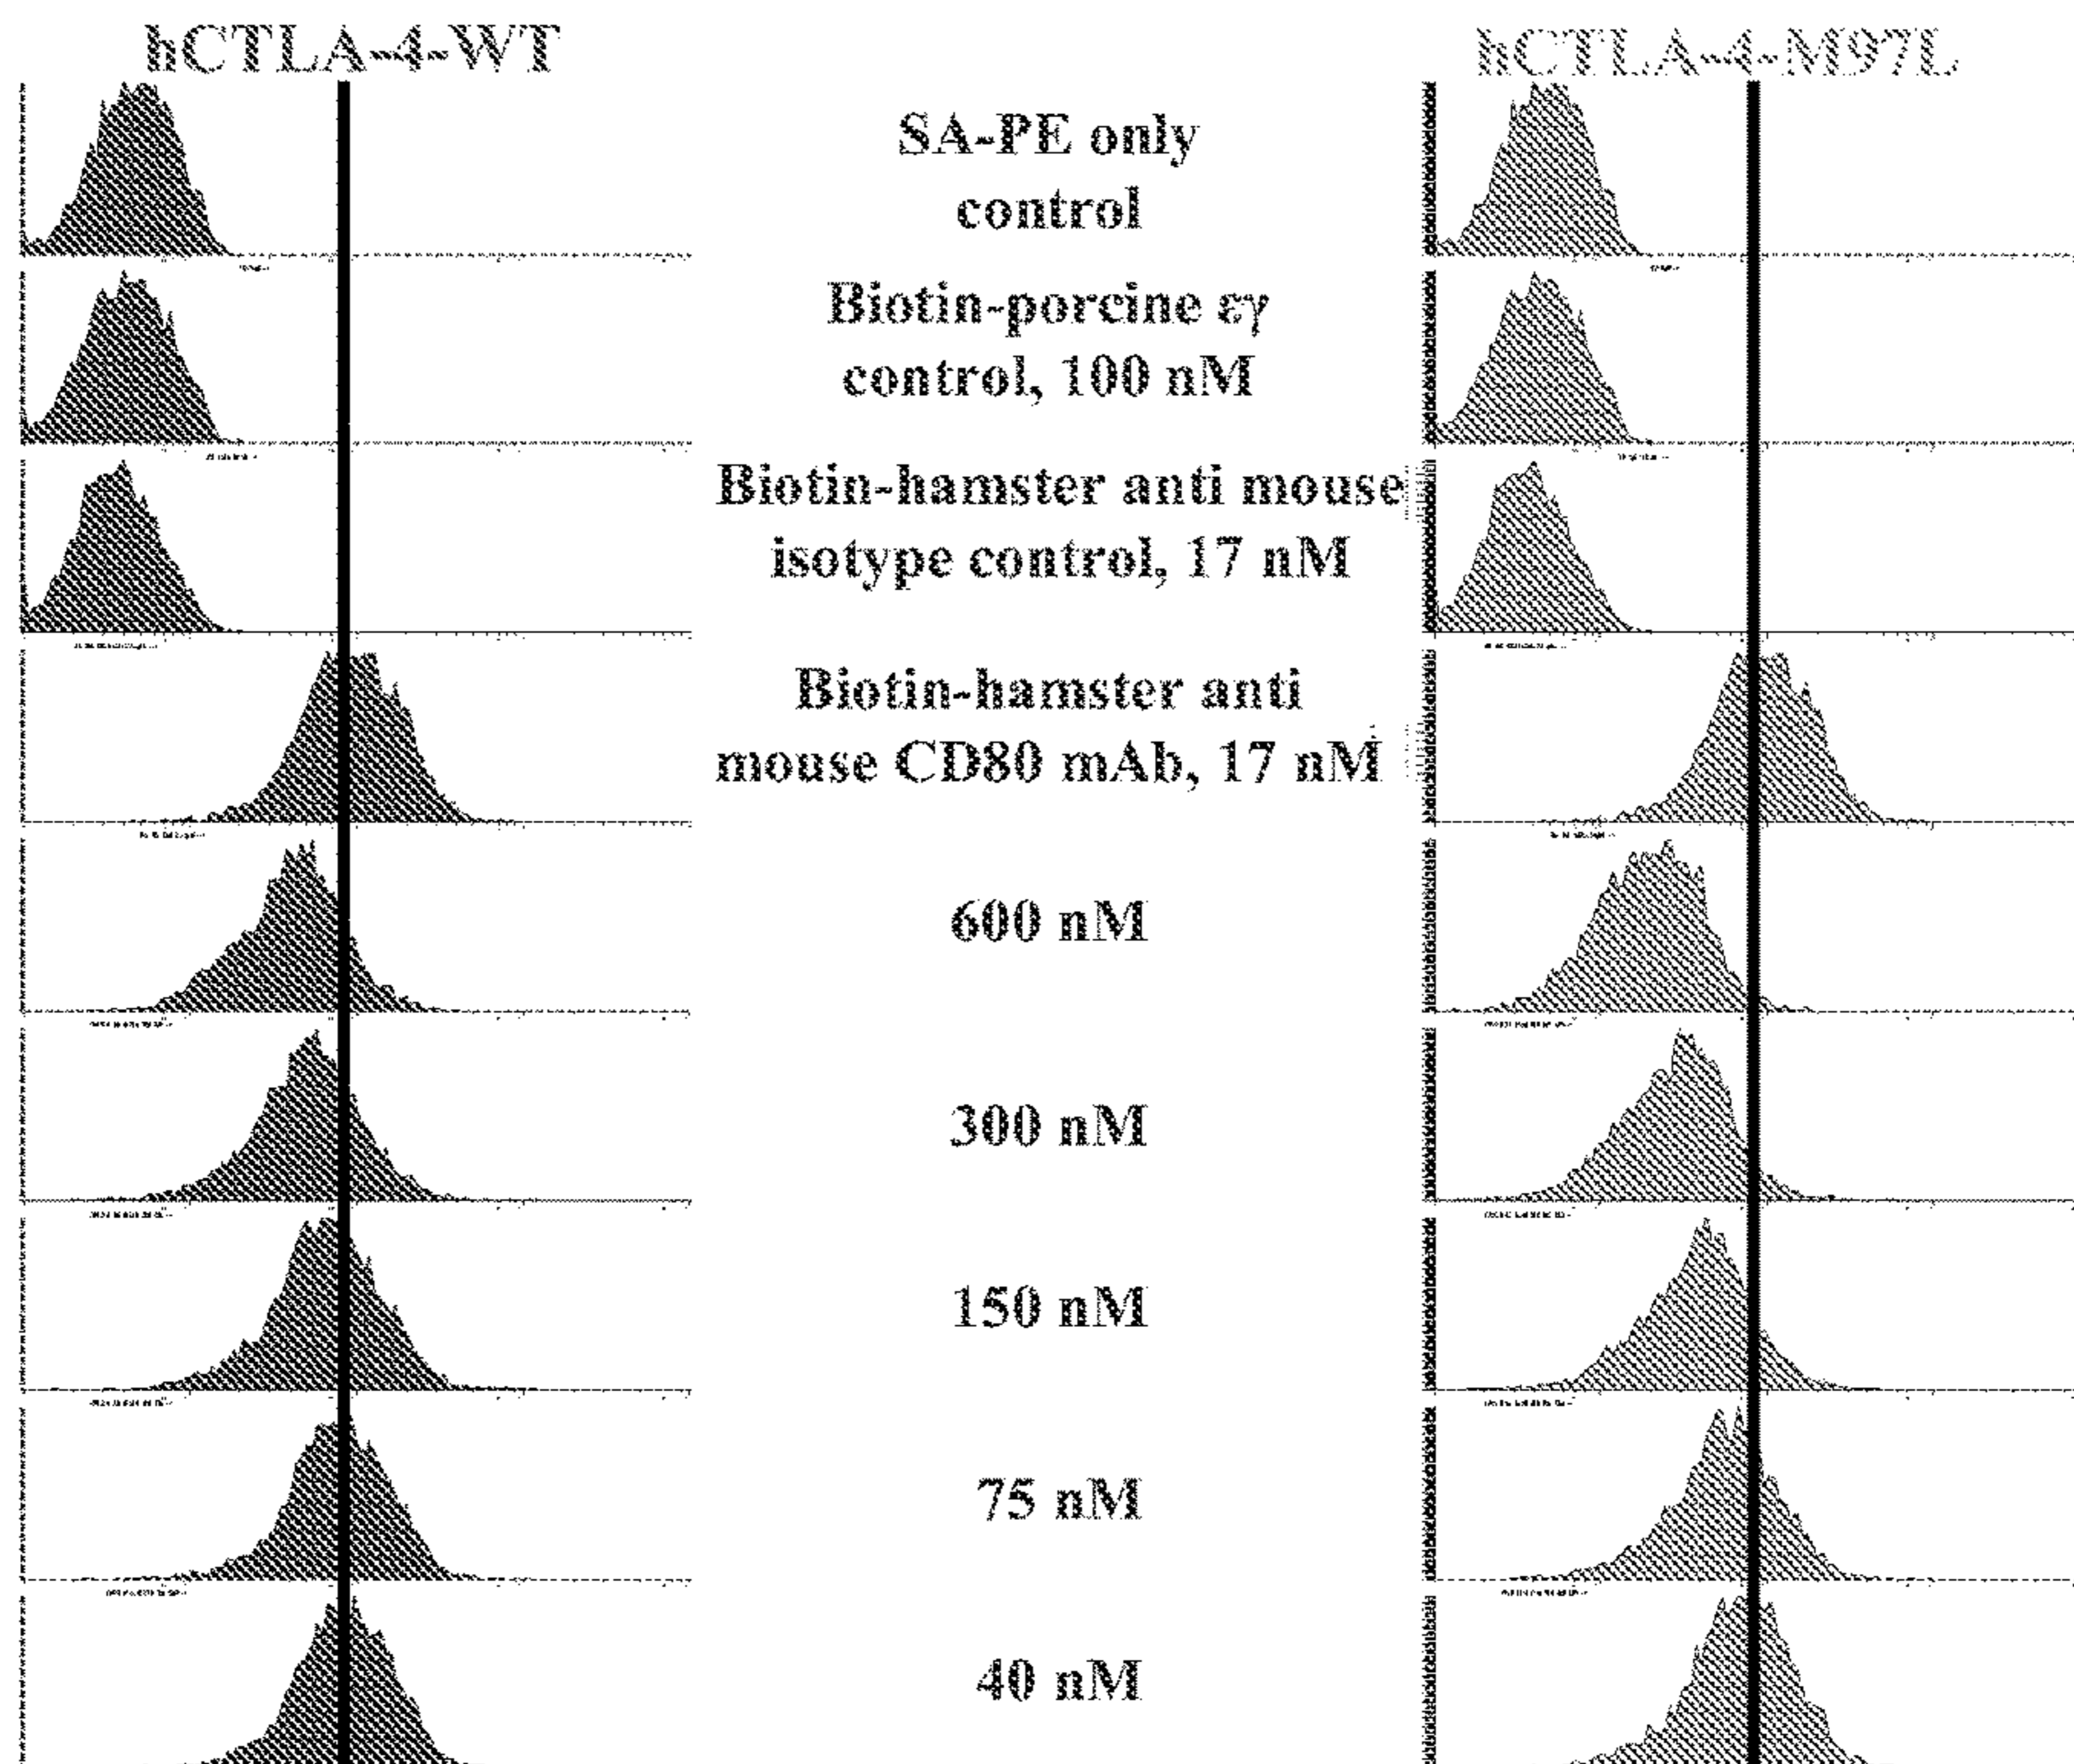 hCTLA-4-WT
hCTLA-4-M97L
SA-PE only
control
Biotin-porcine εγ
control, 100 nM
Biotin-hamster anti mouse
isotype control, 17 nM
Biotin-hamster anti
mouse CD80 mAb, 17 nM
600 nM
300 nM
150 nM
75 nM
40 nM